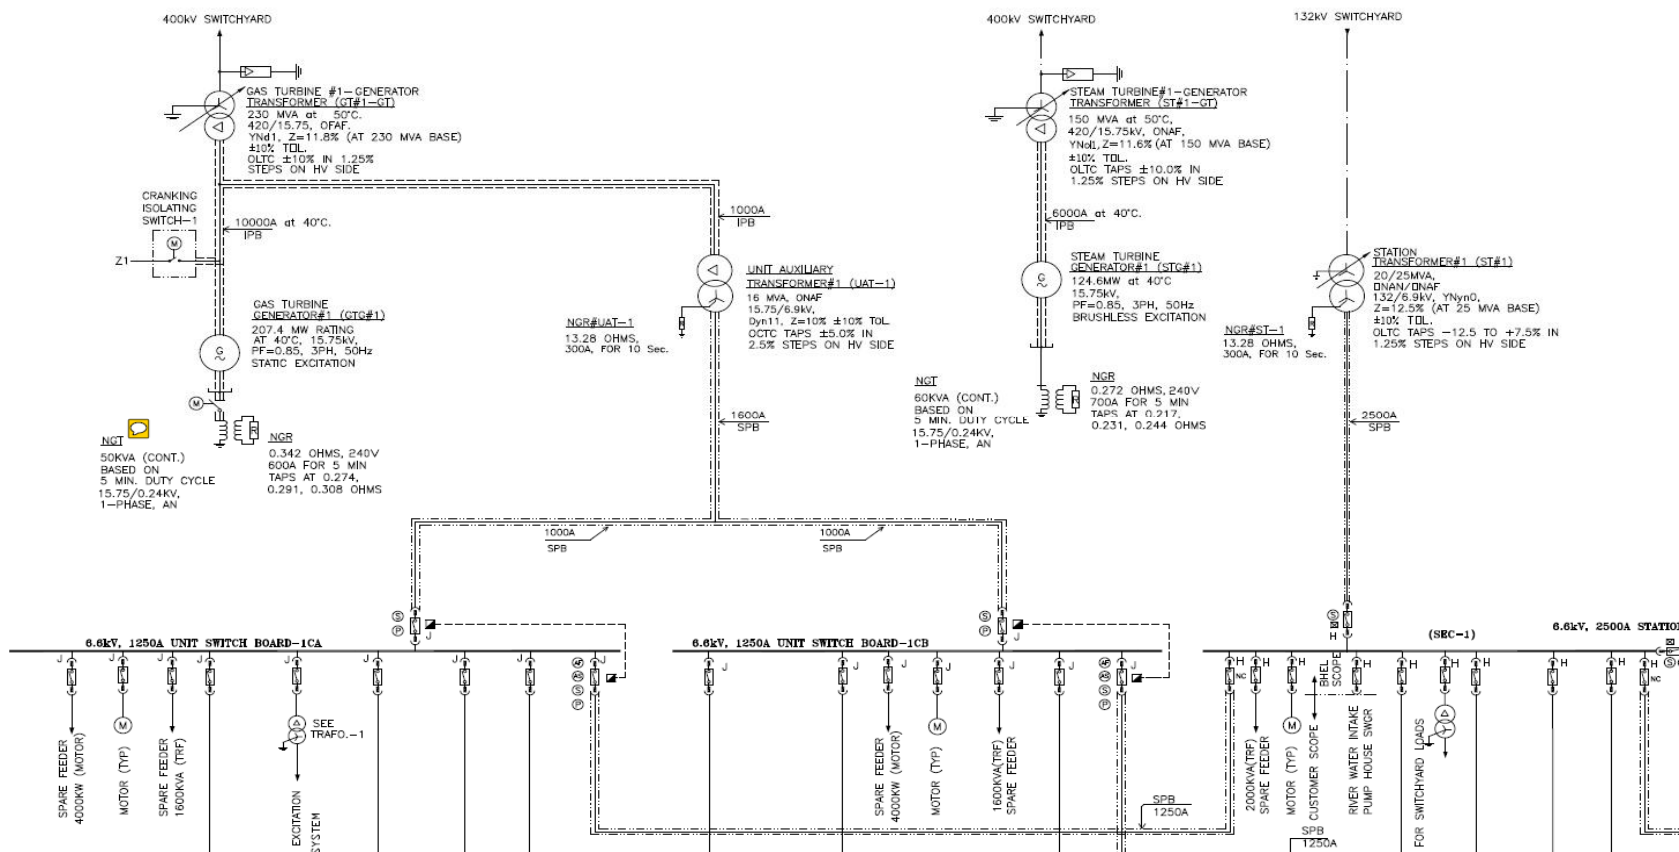 400kV SWITCHYARD
GAS TURBINE #1-GENERATOR
TRANSFORMER (GT#1-GT)
230 MVA at 50°C.
420/15.75, OFAF.
YNd1, Z=11.8% (AT 230 MVA BASE)
±10% TOL.
OLTC ±10% IN 1.25%
STEPS ON HV SIDE
CRANKING
ISOLATING
SWITCH-1
M
Z1
10000A at 40°C.
IPB
GAS TURBINE
GENERATOR#1 (GTG#1)
207.4 MW RATING
AT 40°C, 15.75kV,
PF=0.85, 3PH, 50Hz
STATIC EXCITATION
G
M
R
NGT
50KVA (CONT.)
BASED ON
5 MIN. DUTY CYCLE
15.75/0.24KV,
1-PHASE, AN
NGR
0.342 OHMS, 240V
600A FOR 5 MIN
TAPS AT 0.274,
0.291, 0.308 OHMS
1000A
IPB
UNIT AUXILIARY
TRANSFORMER#1 (UAT-1)
16 MVA, ONAF
15.75/6.9kV,
Dyn11, Z=10% ±10% TOL
OCTC TAPS ±5.0% IN
2.5% STEPS ON HV SIDE
NGR#UAT-1
13.28 OHMS,
300A, FOR 10 Sec.
R
1600A
SPB
1000A
SPB
1000A
SPB
400kV SWITCHYARD
STEAM TURBINE#1-GENERATOR
TRANSFORMER (ST#1-GT)
150 MVA at 50°C,
420/15.75kV, ONAF,
YNd1, Z=11.6% (AT 150 MVA BASE)
±10% TOL.
OLTC TAPS ±10.0% IN
1.25% STEPS ON HV SIDE
6000A at 40°C.
IPB
STEAM TURBINE
GENERATOR#1 (STG#1)
124.6MW at 40°C
15.75kV,
PF=0.85, 3PH, 50Hz
BRUSHLESS EXCITATION
G
NGT
60KVA (CONT.)
BASED ON
5 MIN. DUTY CYCLE
15.75/0.24KV,
1-PHASE, AN
R
NGR
0.272 OHMS, 240V
700A FOR 5 MIN
TAPS AT 0.217,
0.231, 0.244 OHMS
132kV SWITCHYARD
STATION
TRANSFORMER#1 (ST#1)
20/25MVA,
ONAN/ONAF
132/6.9kV, YNyn0,
Z=12.5% (AT 25 MVA BASE)
±10% TOL.
OLTC TAPS -12.5 TO +7.5% IN
1.25% STEPS ON HV SIDE
NGR#ST-1
13.28 OHMS,
300A, FOR 10 Sec.
R
2500A
SPB
S
P
J
6.6kV, 1250A UNIT SWITCH BOARD-1CA
J J J J J J J J J
AF
AS
S
P
SPARE FEEDER
4000KW (MOTOR)
M
MOTOR (TYP)
SPARE FEEDER
1600KVA (TRF)
SEE
TRAFO.-1
EXCITATION
SYSTEM
S
P
J
6.6kV, 1250A UNIT SWITCH BOARD-1CB
J J J J J J
AF
AS
S
P
SPARE FEEDER
4000KW (MOTOR)
M
MOTOR (TYP)
1600KVA(TRF)
SPARE FEEDER
SPB
1250A
S
H
(SEC-1)
6.6kV, 2500A STATION
H H H H H H H H H H
NC
NC
S
2000KVA(TRF)
SPARE FEEDER
M
MOTOR (TYP)
BHEL
SCOPE
CUSTOMER SCOPE
RIVER WATER INTAKE
PUMP HOUSE SWGR
FOR SWITCHYARD LOADS
SPB
1250A